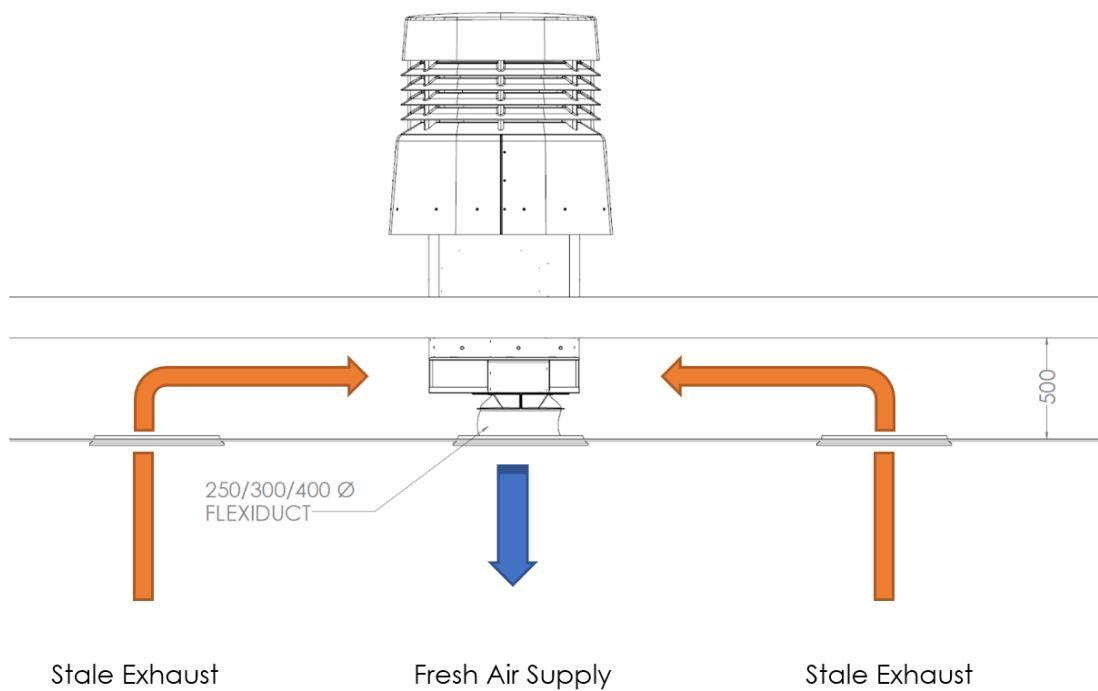 500
250/300/400 Ø
FLEXIDUCT
Stale Exhaust
Fresh Air Supply
Stale Exhaust